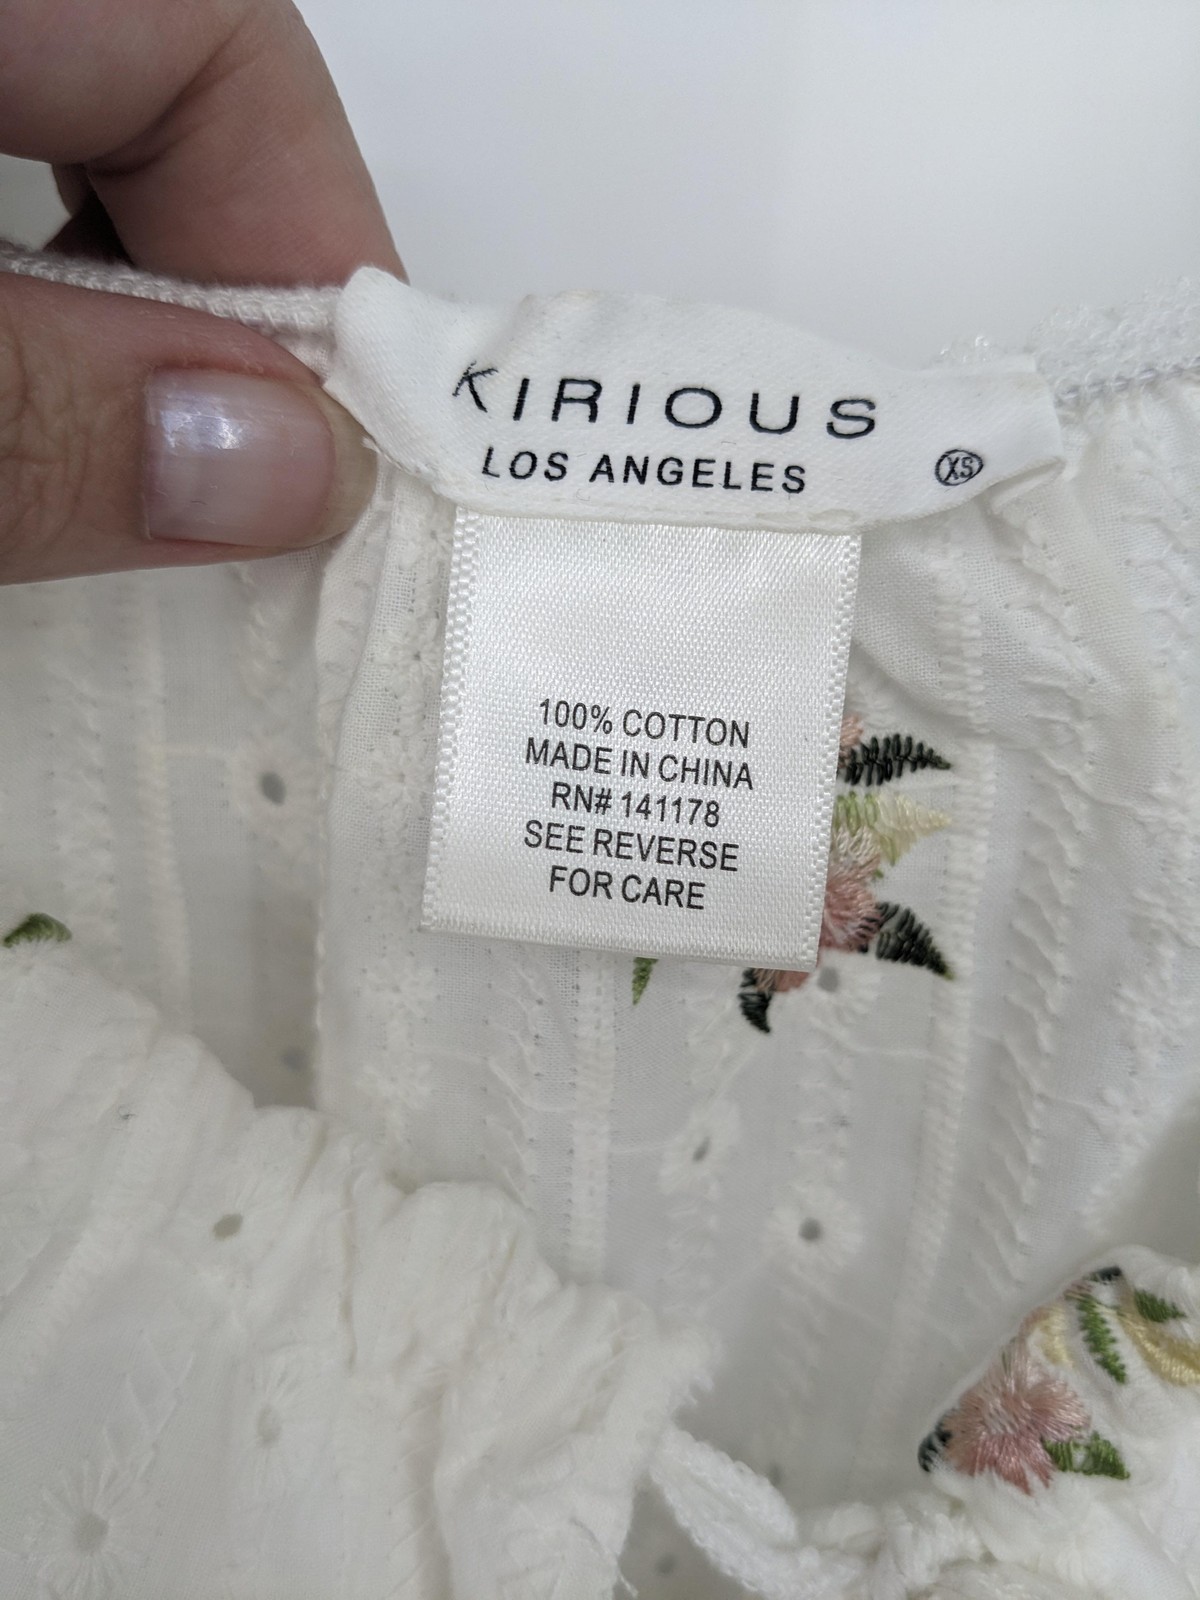 KIRIOUS
LOS ANGELES
XS
100% COTTON
MADE IN CHINA
RN# 141178
SEE REVERSE
FOR CARE